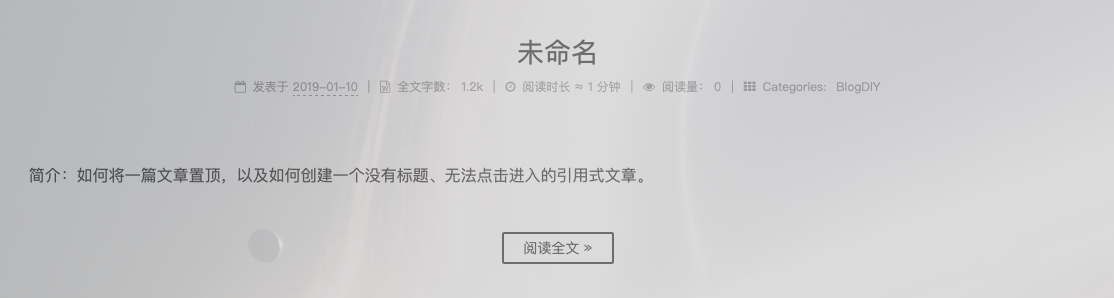 未命名
发表于 2019-01-10 | 全文字数： 1.2k | 阅读时长 ≈ 1 分钟 | 阅读量： 0 | Categories: BlogDIY
简介：如何将一篇文章置顶，以及如何创建一个没有标题、无法点击进入的引用式文章。
阅读全文 »